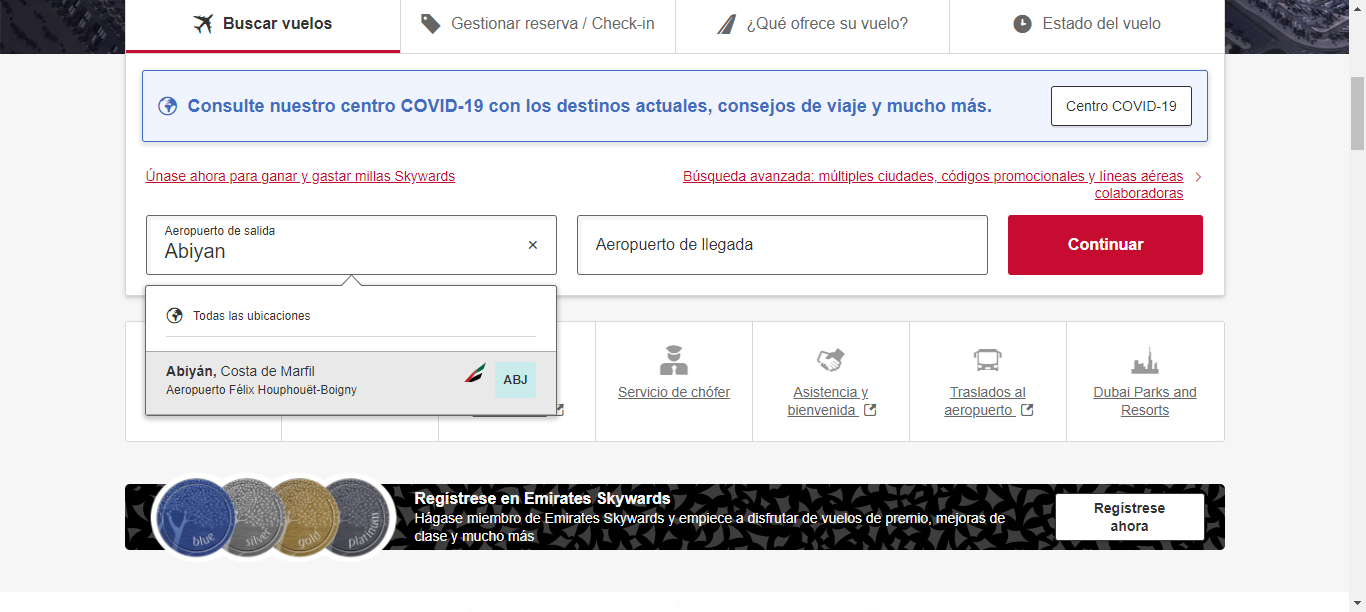 Buscar vuelos
Gestionar reserva / Check-in
¿Qué ofrece su vuelo?
Estado del vuelo
Consulte nuestro centro COVID-19 con los destinos actuales, consejos de viaje y mucho más.
Centro COVID-19
Únase ahora para ganar y gastar millas Skywards
Búsqueda avanzada: múltiples ciudades, códigos promocionales y líneas aéreas
colaboradoras
Aeropuerto de salida
Abiyan
×
Aeropuerto de llegada
Continuar
Todas las ubicaciones
Abiyán, Costa de Marfil
Aeropuerto Félix Houphouët-Boigny
ABJ
Servicio de chófer
Asistencia y
bienvenida
Traslados al
aeropuerto
Dubai Parks and
Resorts
blue
silver
gold
platinum
Regístrese en Emirates Skywards
Hágase miembro de Emirates Skywards y empiece a disfrutar de vuelos de premio, mejoras de
clase y mucho más
Regístrese
ahora